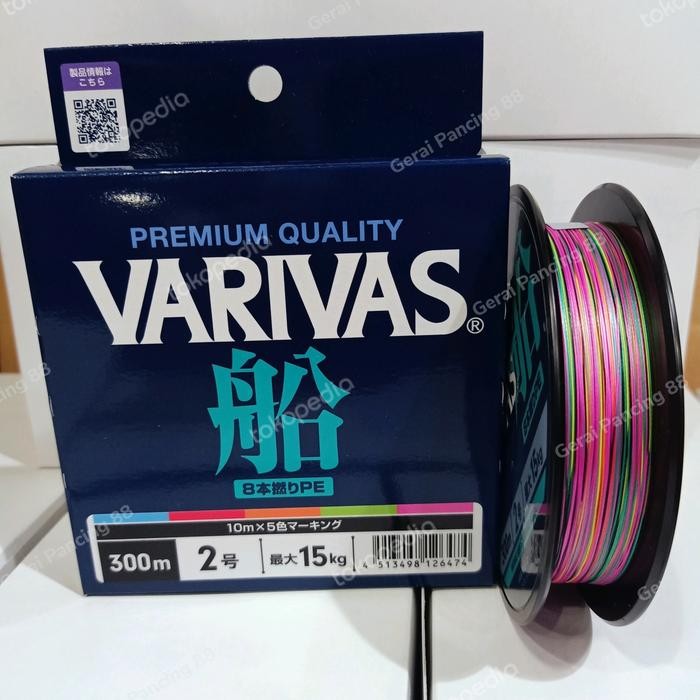 製品情報は
こちら
PREMIUM QUALITY
VARIVAS®
船
8本撚りPE
10m×5色マーキング
300m
2号
最大15kg
4 513498 126474
tokopedia
Gerai Pancing 88